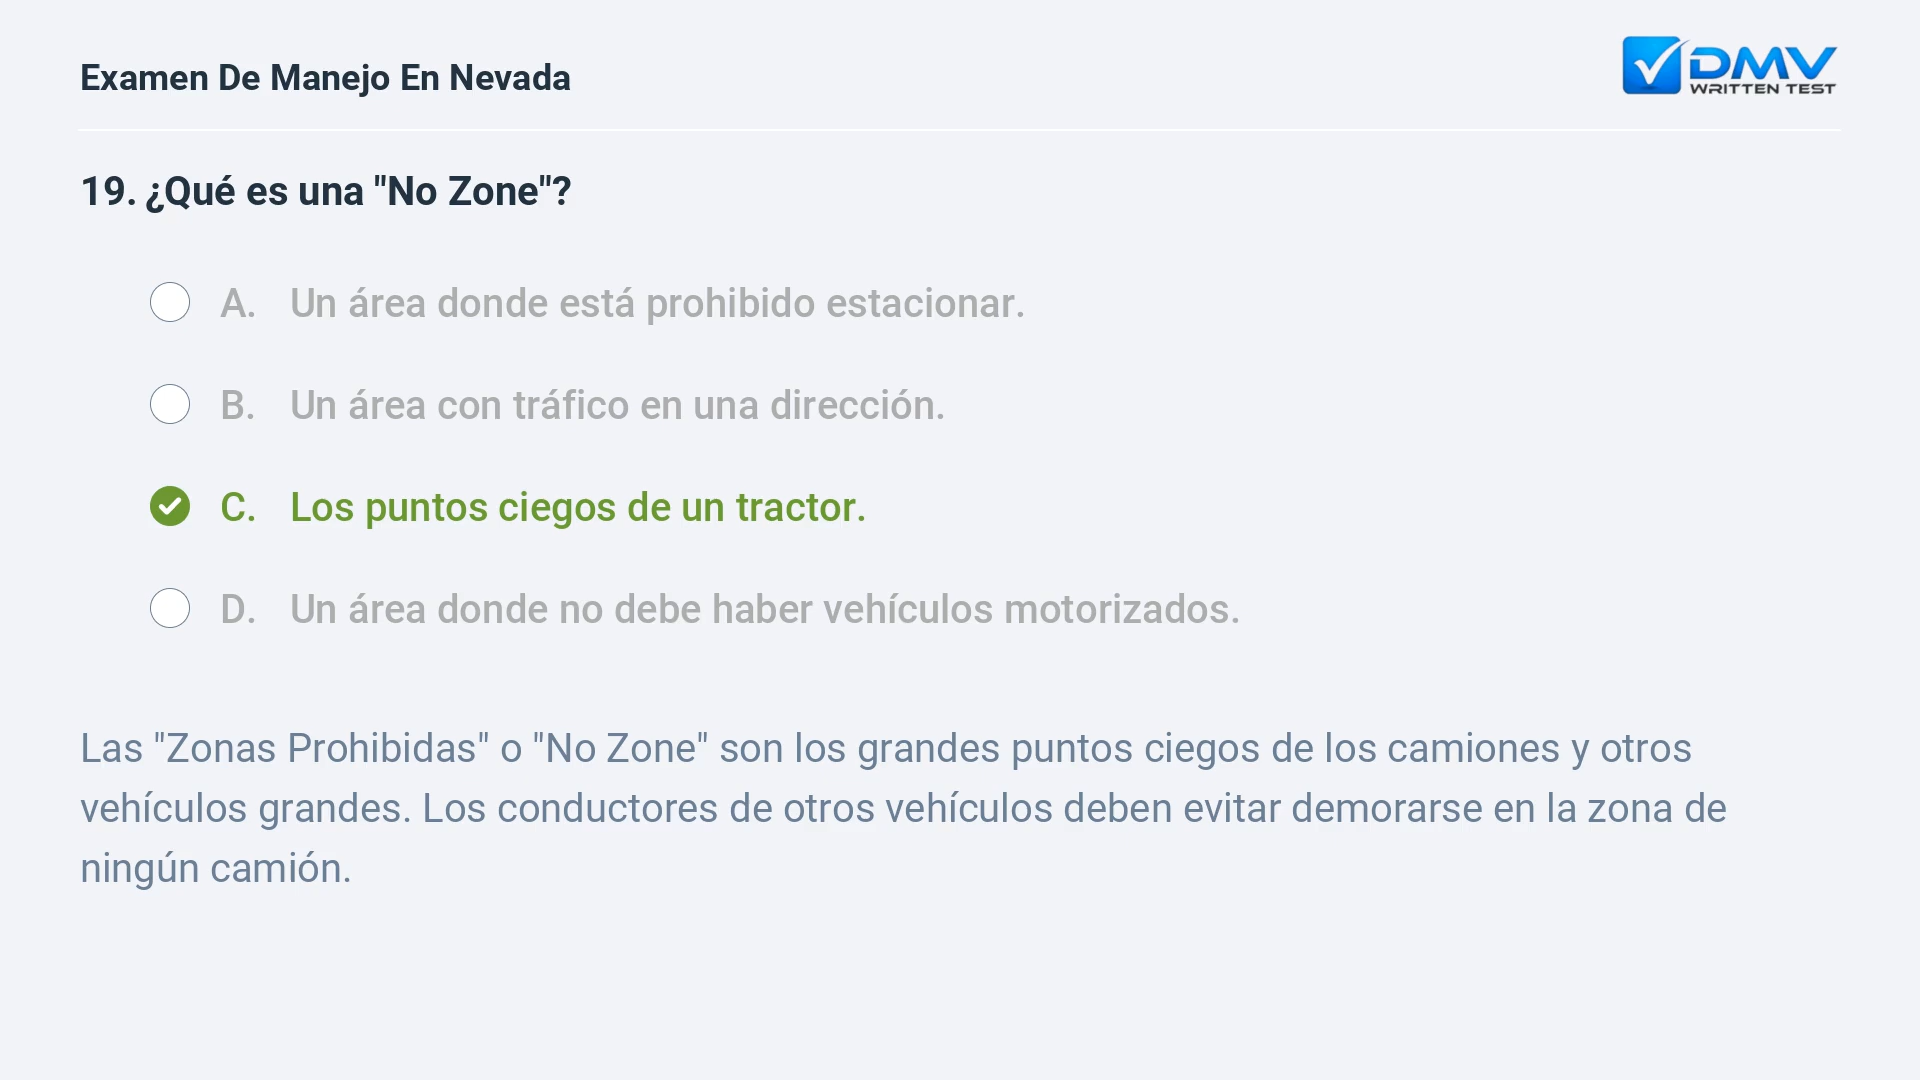 Examen De Manejo En Nevada
DMV
WRITTEN TEST
19. ¿Qué es una "No Zone"?
A. Un área donde está prohibido estacionar.
B. Un área con tráfico en una dirección.
C. Los puntos ciegos de un tractor.
D. Un área donde no debe haber vehículos motorizados.
Las "Zonas Prohibidas" o "No Zone" son los grandes puntos ciegos de los camiones y otros
vehículos grandes. Los conductores de otros vehículos deben evitar demorarse en la zona de
ningún camión.